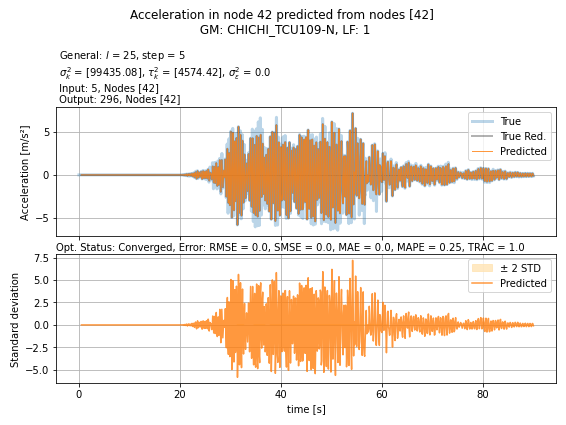 Acceleration in node 42 predicted from nodes [42]
GM: CHICHI_TCU109-N, LF: 1
General: l = 25, step = 5
σ²ₖ = [99435.08], τ²ₖ = [4574.42], σ²ε = 0.0
Input: 5, Nodes [42]
Output: 296, Nodes [42]
Acceleration [m/s²]
5
0
−5
True
True Red.
Predicted
Opt. Status: Converged, Error: RMSE = 0.0, SMSE = 0.0, MAE = 0.0, MAPE = 0.25, TRAC = 1.0
Standard deviation
7.5
5.0
2.5
0.0
−2.5
−5.0
± 2 STD
Predicted
0 20 40 60 80
time [s]